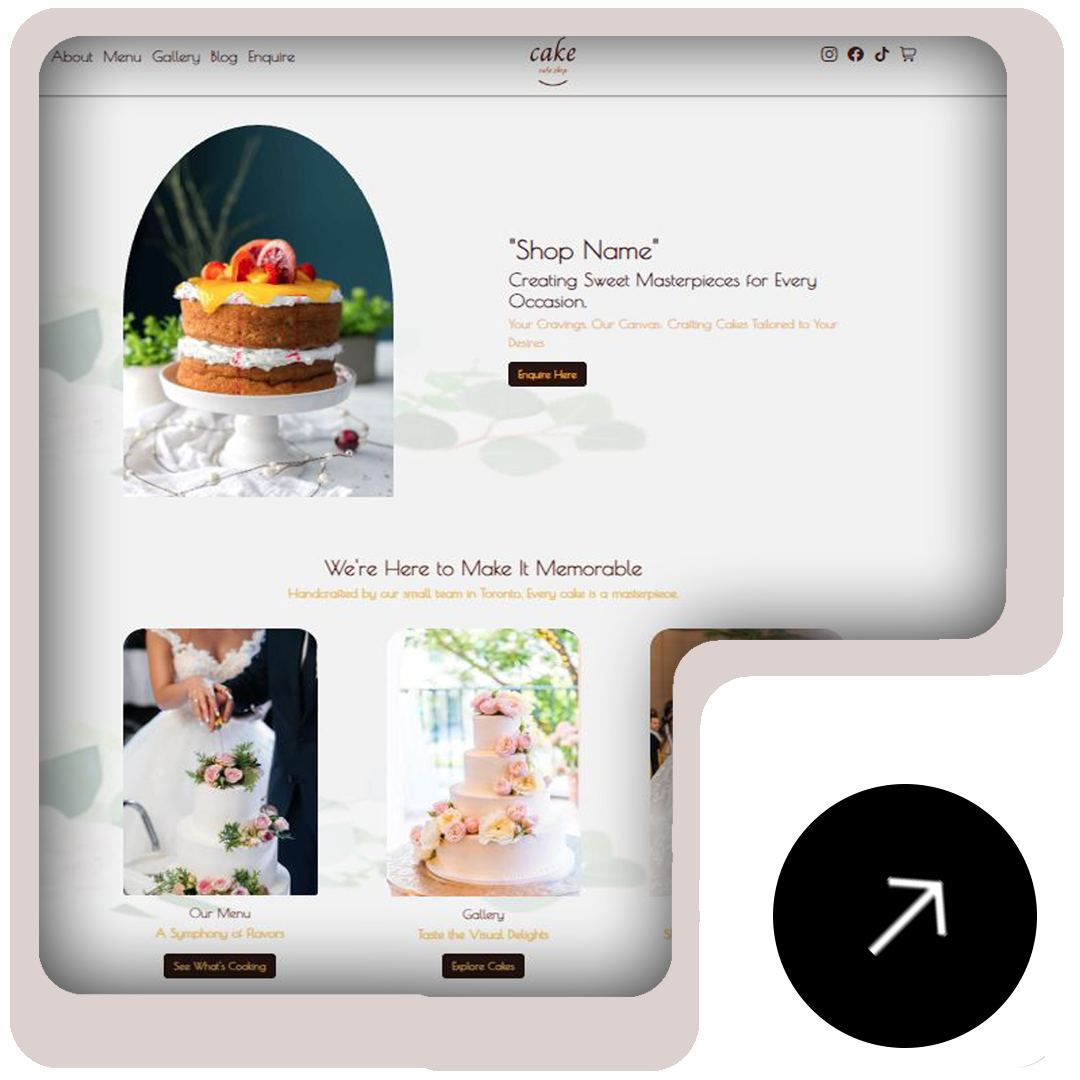 About Menu Gallery Blog Enquire
cake
cake shop
"Shop Name"
Creating Sweet Masterpieces for Every
Occasion.
Your Cravings, Our Canvas: Crafting Cakes Tailored to Your
Desires
Enquire Here
We're Here to Make It Memorable
Handcrafted by our small team in Toronto, Every cake is a masterpiece.
Our Menu
A Symphony of Flavors
See What's Cooking
Gallery
Taste the Visual Delights
Explore Cakes